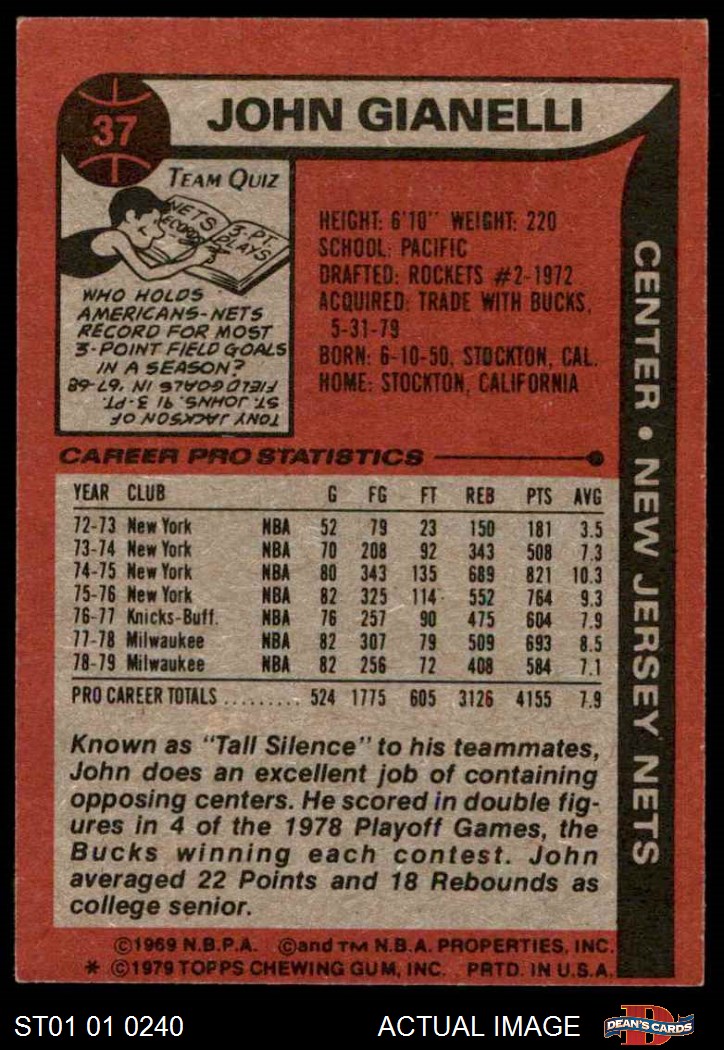 37
JOHN GIANELLI
TEAM QUIZ
NETS RECORDS
3-PT. PLAYS
WHO HOLDS
AMERICANS-NETS
RECORD FOR MOST
3-POINT FIELD GOALS
IN A SEASON?
TONY JACKSON OF
ST. JOHNS. 91 3-PT.
FIELD GOALS IN '67-68
HEIGHT: 6'10" WEIGHT: 220
SCHOOL: PACIFIC
DRAFTED: ROCKETS #2-1972
ACQUIRED: TRADE WITH BUCKS,
5-31-79
BORN: 6-10-50, STOCKTON, CAL.
HOME: STOCKTON, CALIFORNIA
CENTER • NEW JERSEY NETS
CAREER PRO STATISTICS
YEAR CLUB G FG FT REB PTS AVG
72-73 New York NBA 52 79 23 150 181 3.5
73-74 New York NBA 70 208 92 343 508 7.3
74-75 New York NBA 80 343 135 689 821 10.3
75-76 New York NBA 82 325 114 552 764 9.3
76-77 Knicks-Buff. NBA 76 257 90 475 604 7.9
77-78 Milwaukee NBA 82 307 79 509 693 8.5
78-79 Milwaukee NBA 82 256 72 408 584 7.1
PRO CAREER TOTALS ......... 524 1775 605 3126 4155 7.9
Known as "Tall Silence" to his teammates,
John does an excellent job of containing
opposing centers. He scored in double fig-
ures in 4 of the 1978 Playoff Games, the
Bucks winning each contest. John
averaged 22 Points and 18 Rebounds as
college senior.
©1969 N.B.P.A. ©and TM N.B.A. PROPERTIES, INC.
* ©1979 TOPPS CHEWING GUM, INC. PRTD. IN U.S.A.
ST01 01 0240
ACTUAL IMAGE
D
DEAN'S CARDS